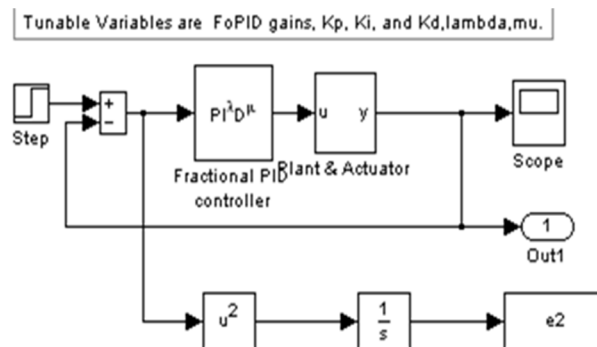 Tunable Variables are FoPID gains, Kp, Ki, and Kd,lambda,mu.
Step
+
−
PI^λD^μ
Fractional PID
controller
u y
Plant & Actuator
Scope
1
Out1
u²
1
s
e2